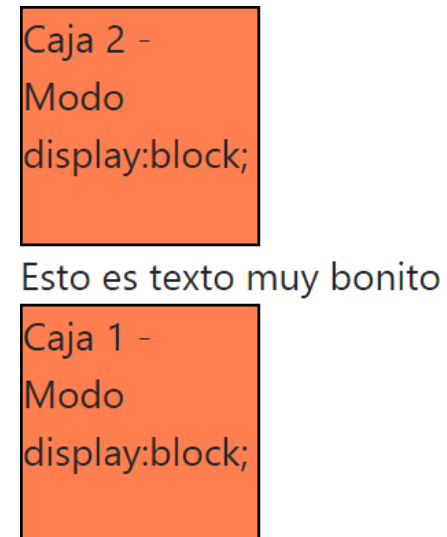 Caja 2 -
Modo
display:block;
Esto es texto muy bonito
Caja 1 -
Modo
display:block;